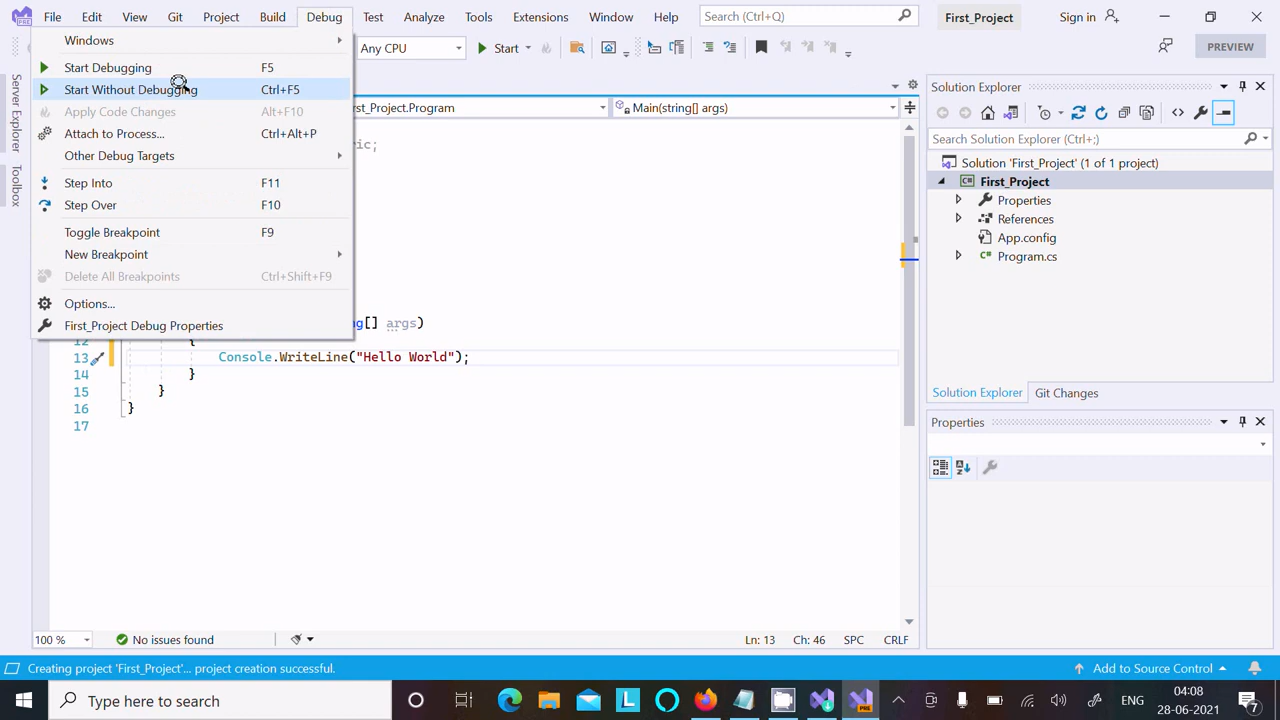 File Edit View Git Project Build Debug Test Analyze Tools Extensions Window Help Search (Ctrl+Q) First_Project Sign in
PRE
Any CPU Start PREVIEW
Windows
Start Debugging F5
Start Without Debugging Ctrl+F5
Apply Code Changes Alt+F10
Attach to Process... Ctrl+Alt+P
Other Debug Targets
Step Into F11
Step Over F10
Toggle Breakpoint F9
New Breakpoint
Delete All Breakpoints Ctrl+Shift+F9
Options...
First_Project Debug Properties
Server Explorer
Toolbox
rst_Project.Program Main(string[] args)
ric;
ng[] args)
12 {
13 Console.WriteLine("Hello World");
14 }
15 }
16 }
17
100 % No issues found Ln: 13 Ch: 46 SPC CRLF
Solution Explorer
Search Solution Explorer (Ctrl+;)
Solution 'First_Project' (1 of 1 project)
C# First_Project
Properties
References
App.config
C# Program.cs
Solution Explorer Git Changes
Properties
Creating project 'First_Project'... project creation successful. Add to Source Control
Type here to search L PRE ENG 04:08
28-06-2021 7